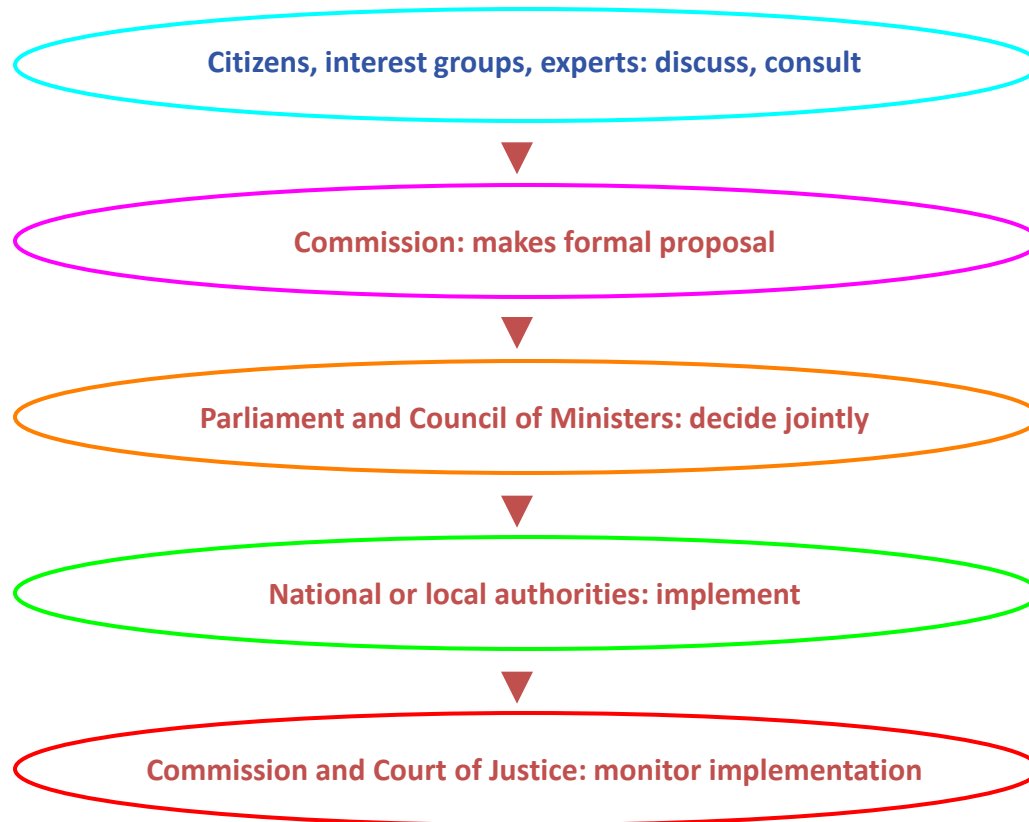 Citizens, interest groups, experts: discuss, consult
Commission: makes formal proposal
Parliament and Council of Ministers: decide jointly
National or local authorities: implement
Commission and Court of Justice: monitor implementation